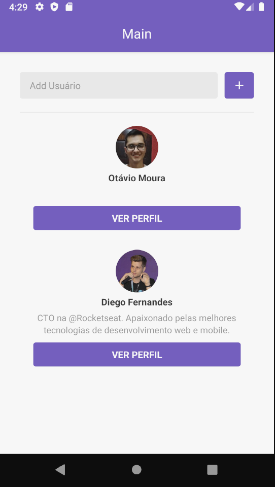 4:29
Main
Add Usuário
+
Otávio Moura
VER PERFIL
Diego Fernandes
CTO na @Rocketseat. Apaixonado pelas melhores
tecnologias de desenvolvimento web e mobile.
VER PERFIL